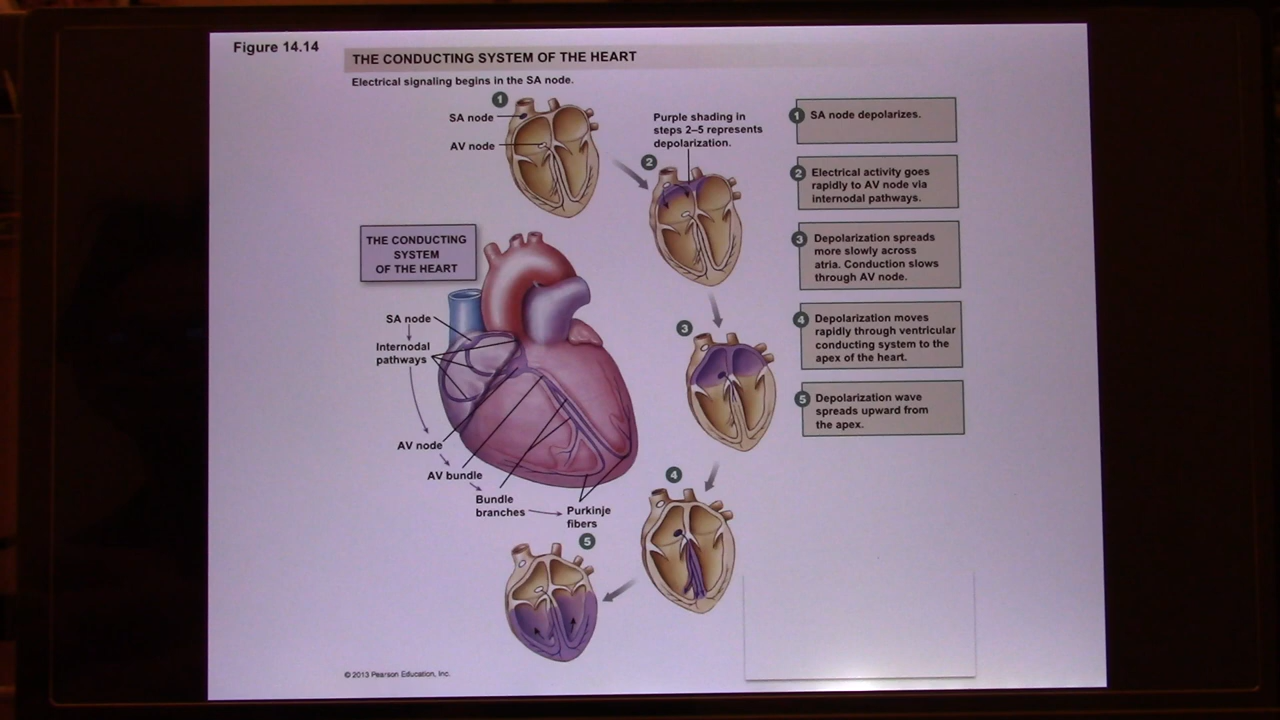 Figure 14.14
THE CONDUCTING SYSTEM OF THE HEART
Electrical signaling begins in the SA node.
1
SA node
AV node
Purple shading in
steps 2–5 represents
depolarization.
2
THE CONDUCTING
SYSTEM
OF THE HEART
SA node
Internodal
pathways
AV node
AV bundle
Bundle
branches
Purkinje
fibers
3
4
5
1 SA node depolarizes.
2 Electrical activity goes
rapidly to AV node via
internodal pathways.
3 Depolarization spreads
more slowly across
atria. Conduction slows
through AV node.
4 Depolarization moves
rapidly through ventricular
conducting system to the
apex of the heart.
5 Depolarization wave
spreads upward from
the apex.
© 2013 Pearson Education, Inc.